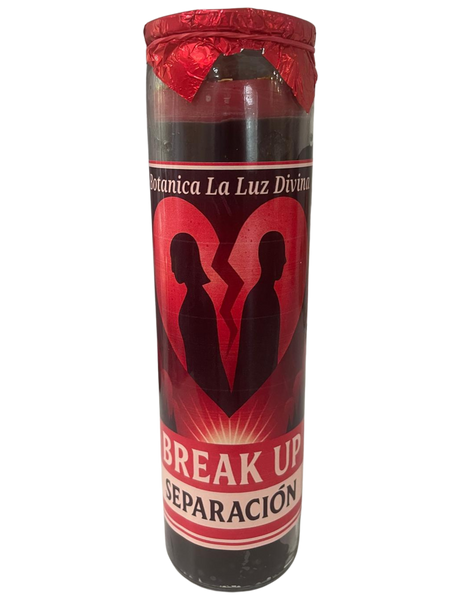 Botanica La Luz Divina
BREAK UP
SEPARACIÓN